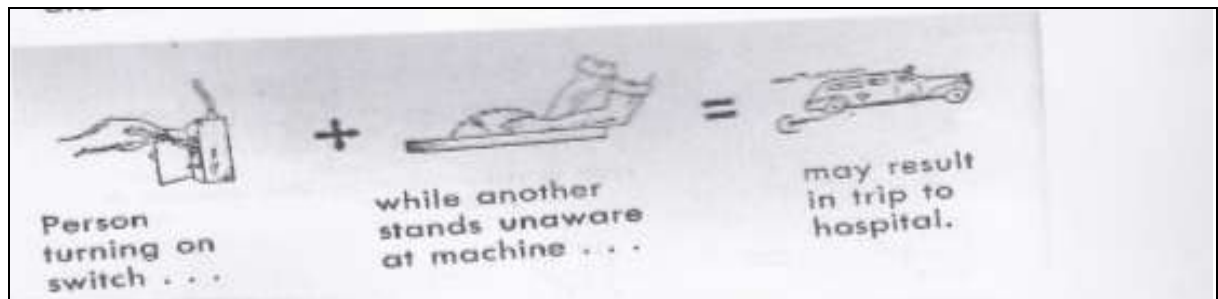 Person
turning on
switch . . .
+
while another
stands unaware
at machine . . .
=
may result
in trip to
hospital.